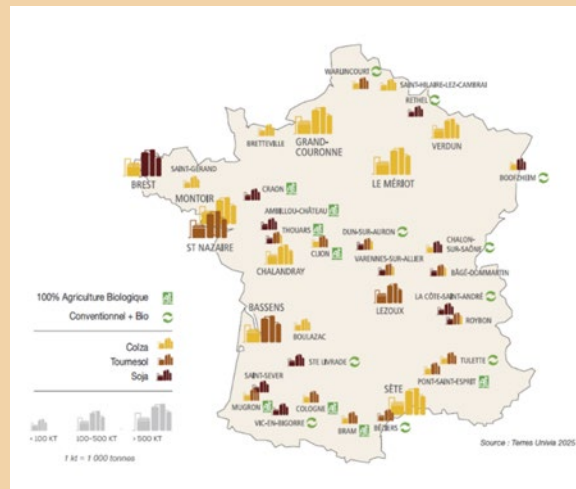 WARLINCOURT
SAINT-HILAIRE-LEZ-CAMBRAI
RETHEL
BRETTEVILLE
GRAND-
COURONNE
VERDUN
SAINT-GÉRAND
BREST
LE MÉRIOT
BOOFZHEIM
MONTOIR
CRAON
AMBILLOU-CHÂTEAU
ST NAZAIRE
THOUARS
DUN-SUR-AURON
CHALON-
SUR-SAÔNE
CLION
CHALANDRAY
VARENNES-SUR-ALLIER
BÂGÉ-DOMMARTIN
100% Agriculture Biologique
Conventionnel + Bio
LA CÔTE-SAINT-ANDRÉ
BASSENS
LEZOUX
ROYBON
BOULAZAC
Colza
Tournesol
Soja
STE LIVRADE
TULETTE
SAINT-SEVER
PONT-SAINT-ESPRIT
SÈTE
MUGRON
COLOGNE
VIC-EN-BIGORRE
BRAM
BÉZIERS
100-500 KT
> 500 KT
1 kt = 1 000 tonnes
Source : Terres Univia 2025